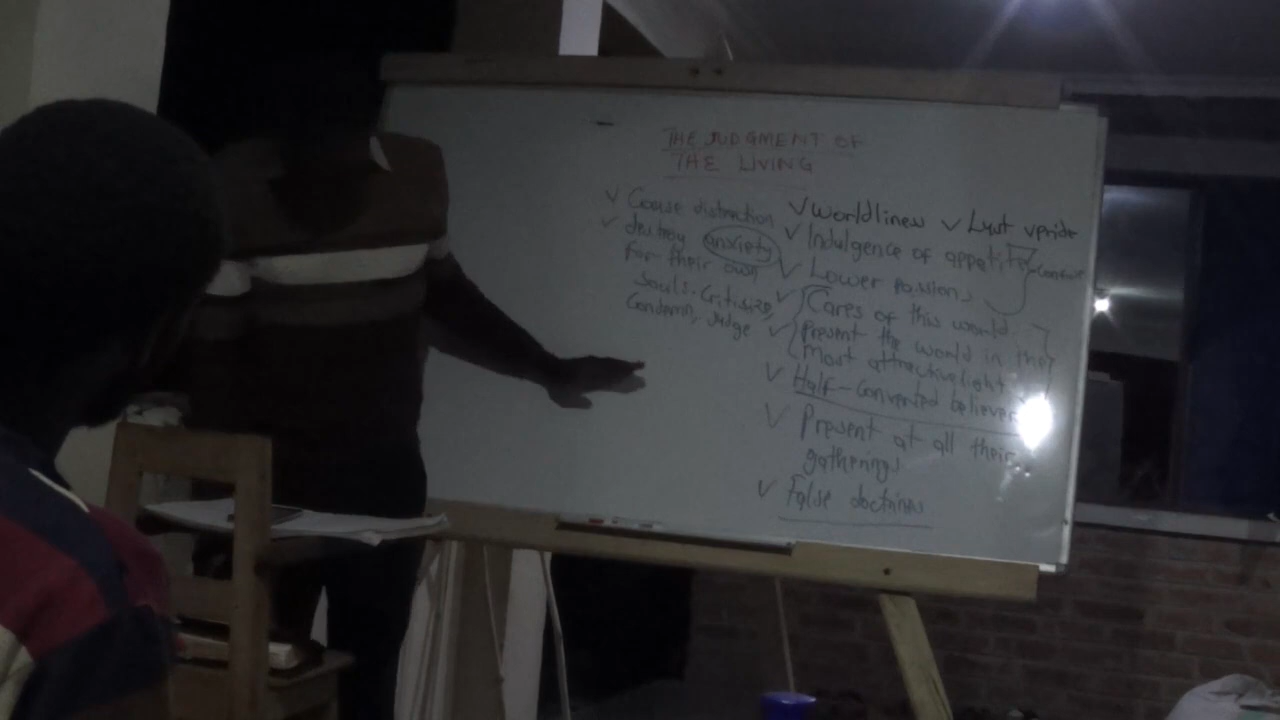 THE JUDGMENT OF
THE LIVING
✓ Cause distraction
✓ destroy anxiety
for their own
souls. Criticize,
Condemn, Judge
✓ Worldliness ✓ Lust ✓ pride
✓ Indulgence of appetite
✓ Lower passions
✓ Cares of this world
✓ Present the world in the
Most attractive light
✓ Half-Converted believer
✓ Present at all their
gatherings
✓ False doctrines